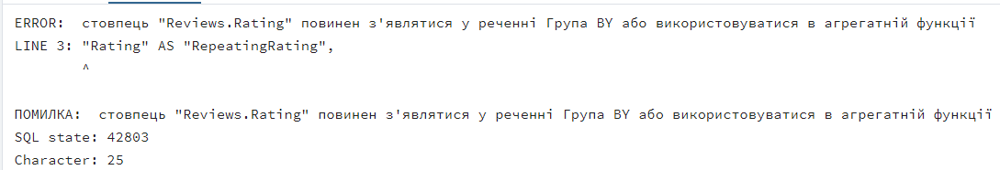 ERROR:  стовпець "Reviews.Rating" повинен з'являтися у реченні Група BY або використовуватися в агрегатній функції
LINE 3: "Rating" AS "RepeatingRating",
^
ПОМИЛКА:  стовпець "Reviews.Rating" повинен з'являтися у реченні Група BY або використовуватися в агрегатній функції
SQL state: 42803
Character: 25